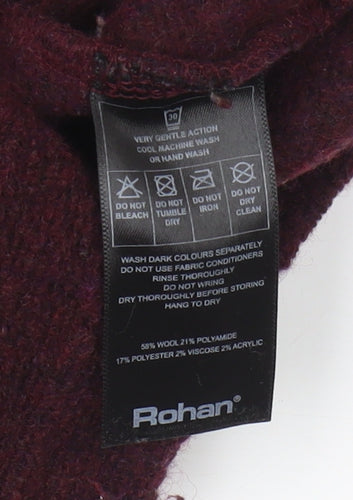 30
VERY GENTLE ACTION
COOL MACHINE WASH
OR HAND WASH
DO NOT BLEACH
DO NOT TUMBLE DRY
DO NOT IRON
DO NOT DRY CLEAN
WASH DARK COLOURS SEPARATELY
DO NOT USE FABRIC CONDITIONERS
RINSE THOROUGHLY
DO NOT WRING
DRY THOROUGHLY BEFORE STORING
HANG TO DRY
58% WOOL 21% POLYAMIDE
17% POLYESTER 2% VISCOSE 2% ACRYLIC
Rohan®